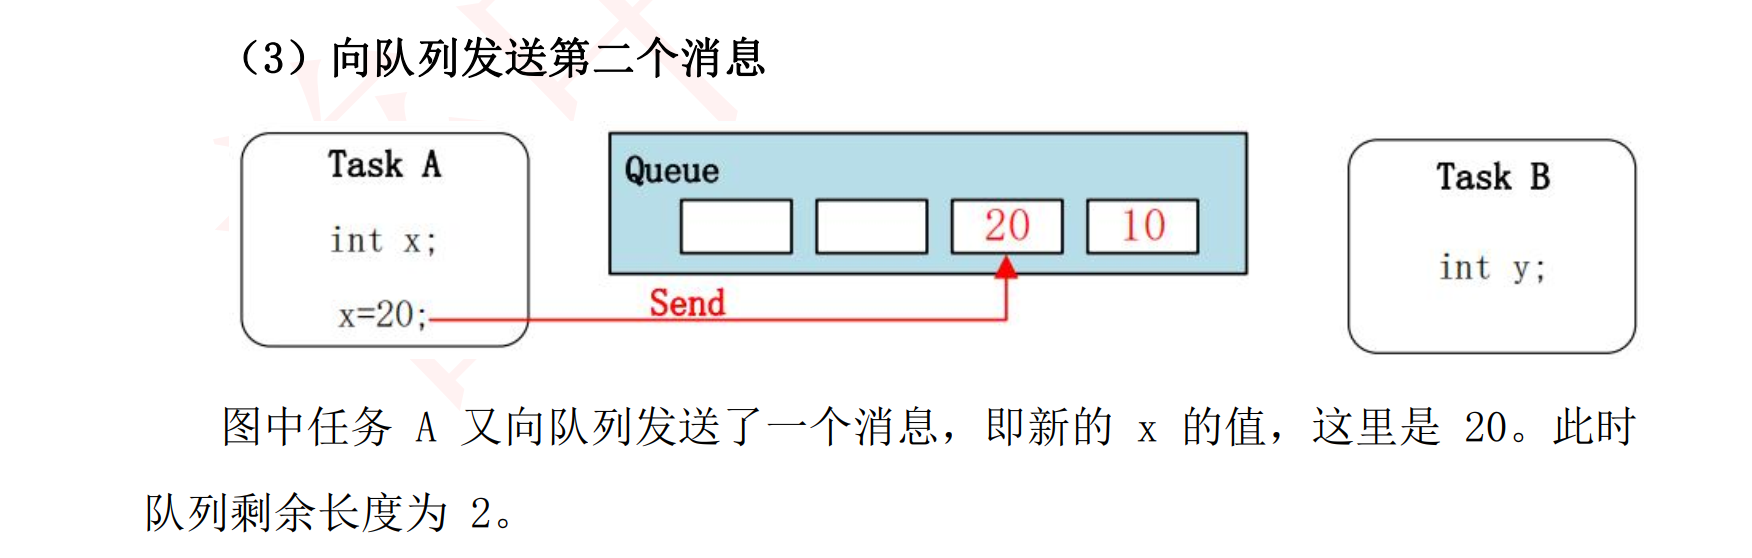 （3）向队列发送第二个消息
Task A
int x;
x=20;
Queue
20
10
Send
Task B
int y;
图中任务 A 又向队列发送了一个消息，即新的 x 的值，这里是 20。此时
队列剩余长度为 2。